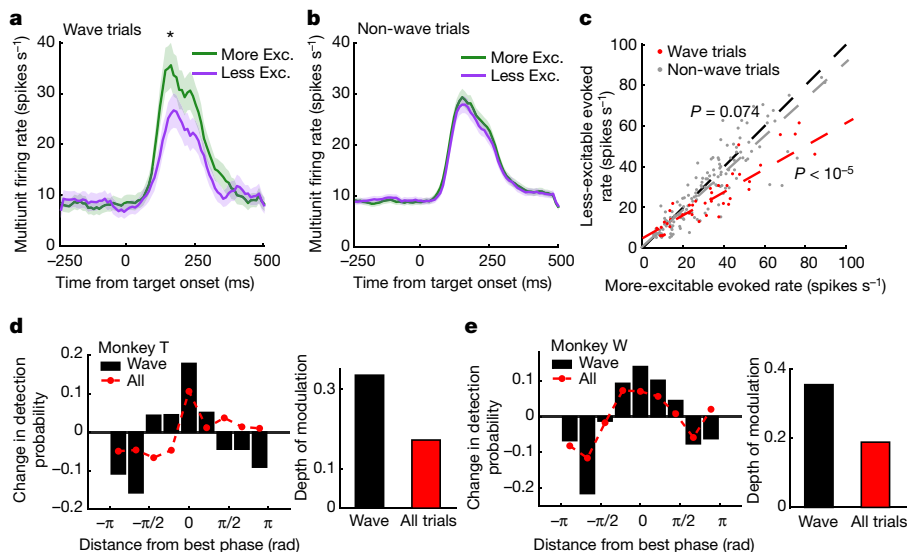 a
Wave trials
*
More Exc.
Less Exc.
40
30
20
10
0
Multiunit firing rate (spikes s⁻¹)
−250
0
250
500
Time from target onset (ms)
b
Non-wave trials
More Exc.
Less Exc.
40
30
20
10
0
Multiunit firing rate (spikes s⁻¹)
−250
0
250
500
Time from target onset (ms)
c
Wave trials
Non-wave trials
P = 0.074
P < 10⁻⁵
100
80
60
40
20
0
Less-excitable evoked
rate (spikes s⁻¹)
0
20
40
60
80
100
More-excitable evoked rate (spikes s⁻¹)
d
Monkey T
Wave
All
0.2
0.1
0
−0.1
−0.2
Change in detection
probability
−π
−π/2
0
π/2
π
Distance from best phase (rad)
0.3
0.1
0
Depth of modulation
Wave
All trials
e
Monkey W
Wave
All
0.1
0
−0.1
−0.2
Change in detection
probability
−π
−π/2
0
π/2
π
Distance from best phase (rad)
0.4
0.2
0
Depth of modulation
Wave
All trials